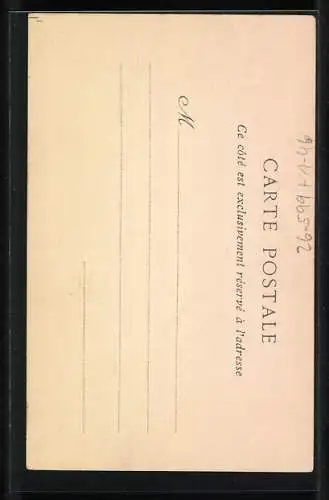 CARTE POSTALE
Ce côté est exclusivement réservé à l'adresse
M